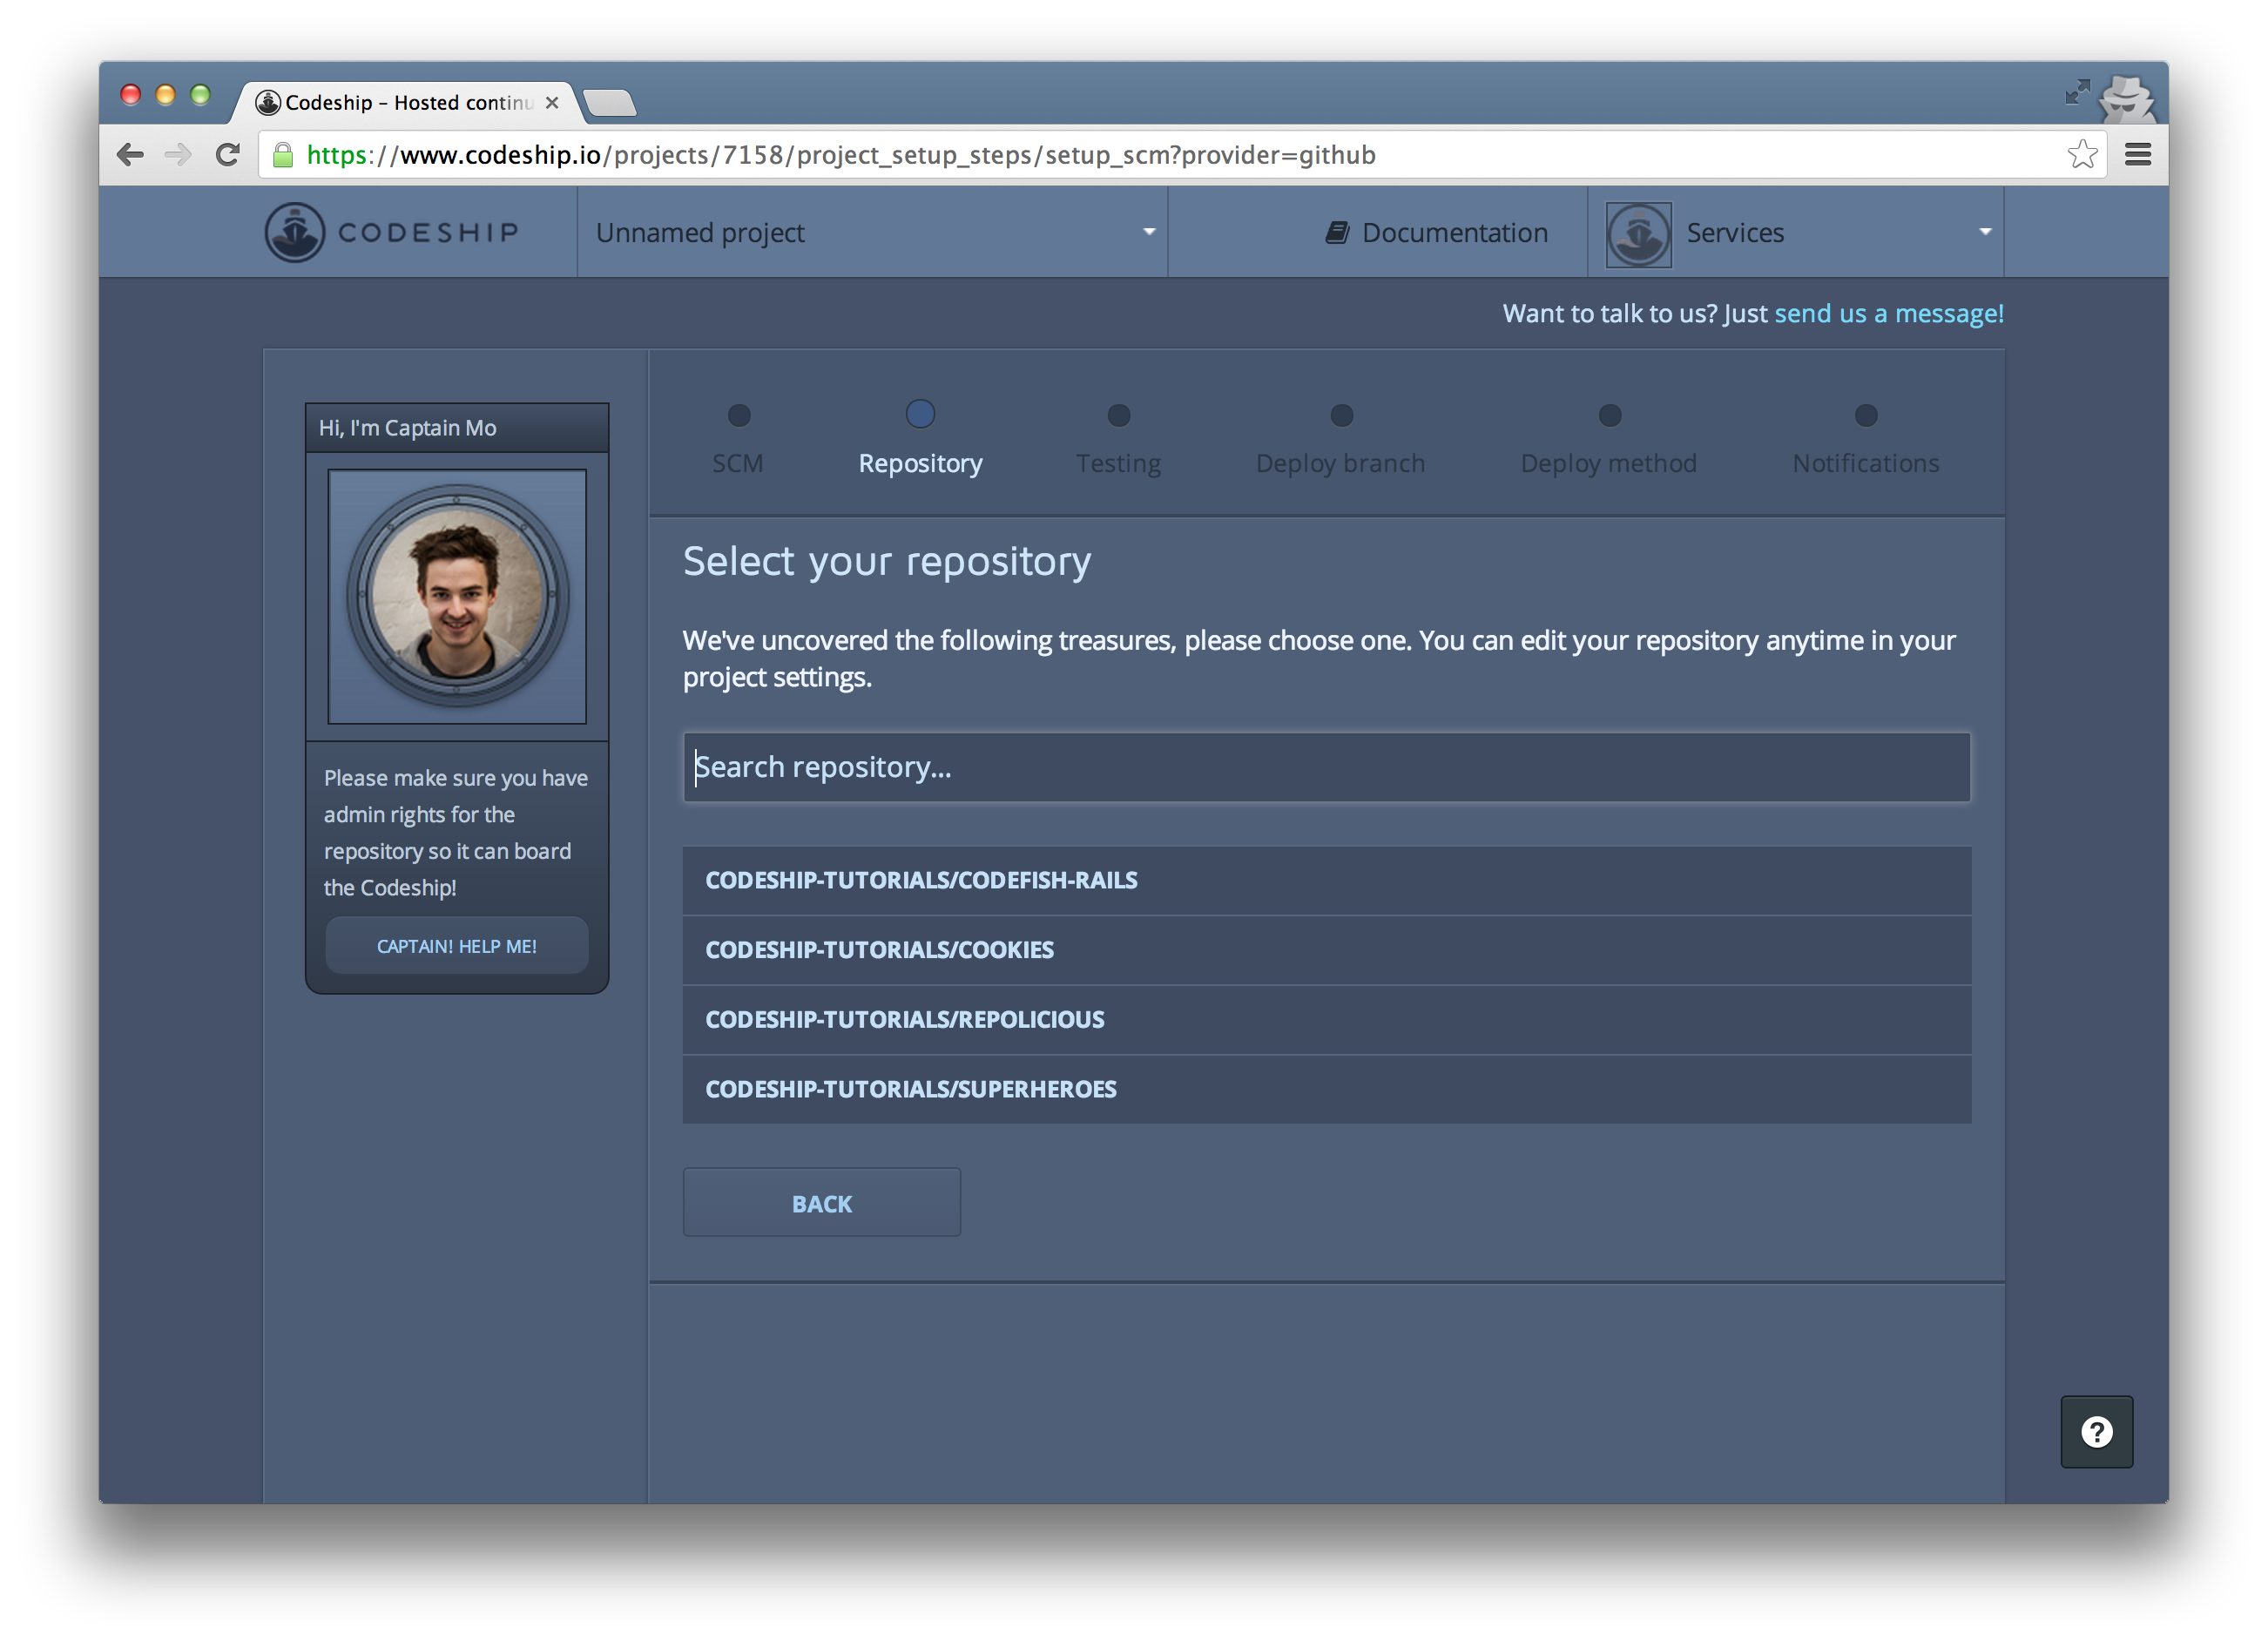 Codeship – Hosted continu
https://www.codeship.io/projects/7158/project_setup_steps/setup_scm?provider=github
CODESHIP
Unnamed project
Documentation
Services
Want to talk to us? Just send us a message!
Hi, I'm Captain Mo
Please make sure you have
admin rights for the
repository so it can board
the Codeship!
CAPTAIN! HELP ME!
SCM
Repository
Testing
Deploy branch
Deploy method
Notifications
Select your repository
We've uncovered the following treasures, please choose one. You can edit your repository anytime in your
project settings.
Search repository...
CODESHIP-TUTORIALS/CODEFISH-RAILS
CODESHIP-TUTORIALS/COOKIES
CODESHIP-TUTORIALS/REPOLICIOUS
CODESHIP-TUTORIALS/SUPERHEROES
BACK
?